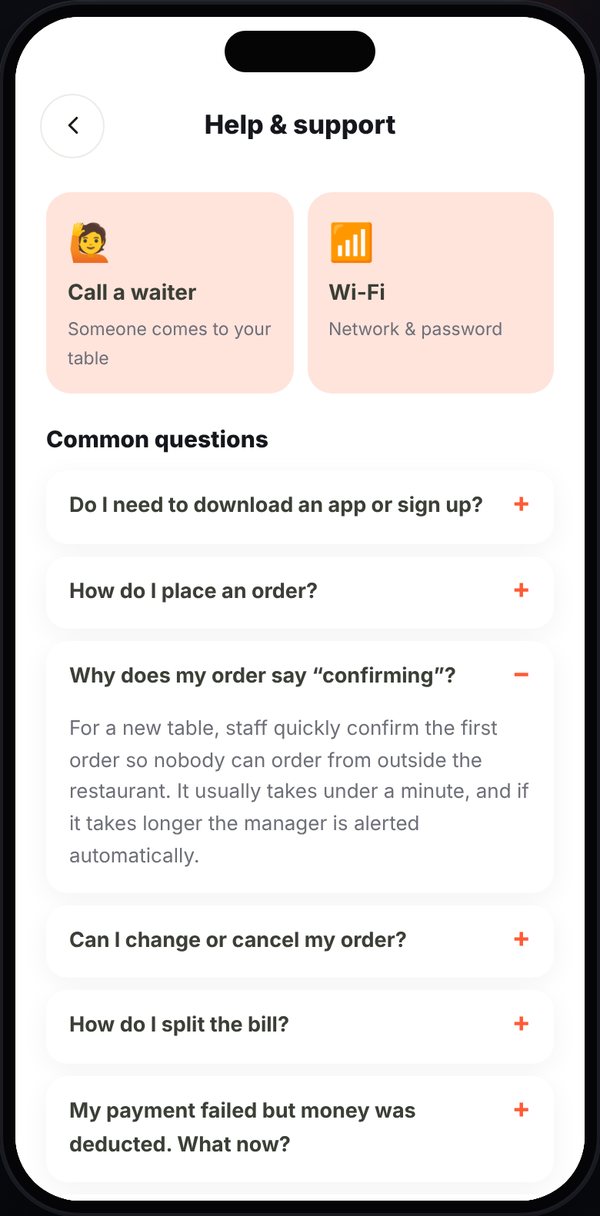 Help & support
Call a waiter
Someone comes to your
table
Wi-Fi
Network & password
Common questions
Do I need to download an app or sign up?
How do I place an order?
Why does my order say “confirming”?
For a new table, staff quickly confirm the first
order so nobody can order from outside the
restaurant. It usually takes under a minute, and if
it takes longer the manager is alerted
automatically.
Can I change or cancel my order?
How do I split the bill?
My payment failed but money was
deducted. What now?